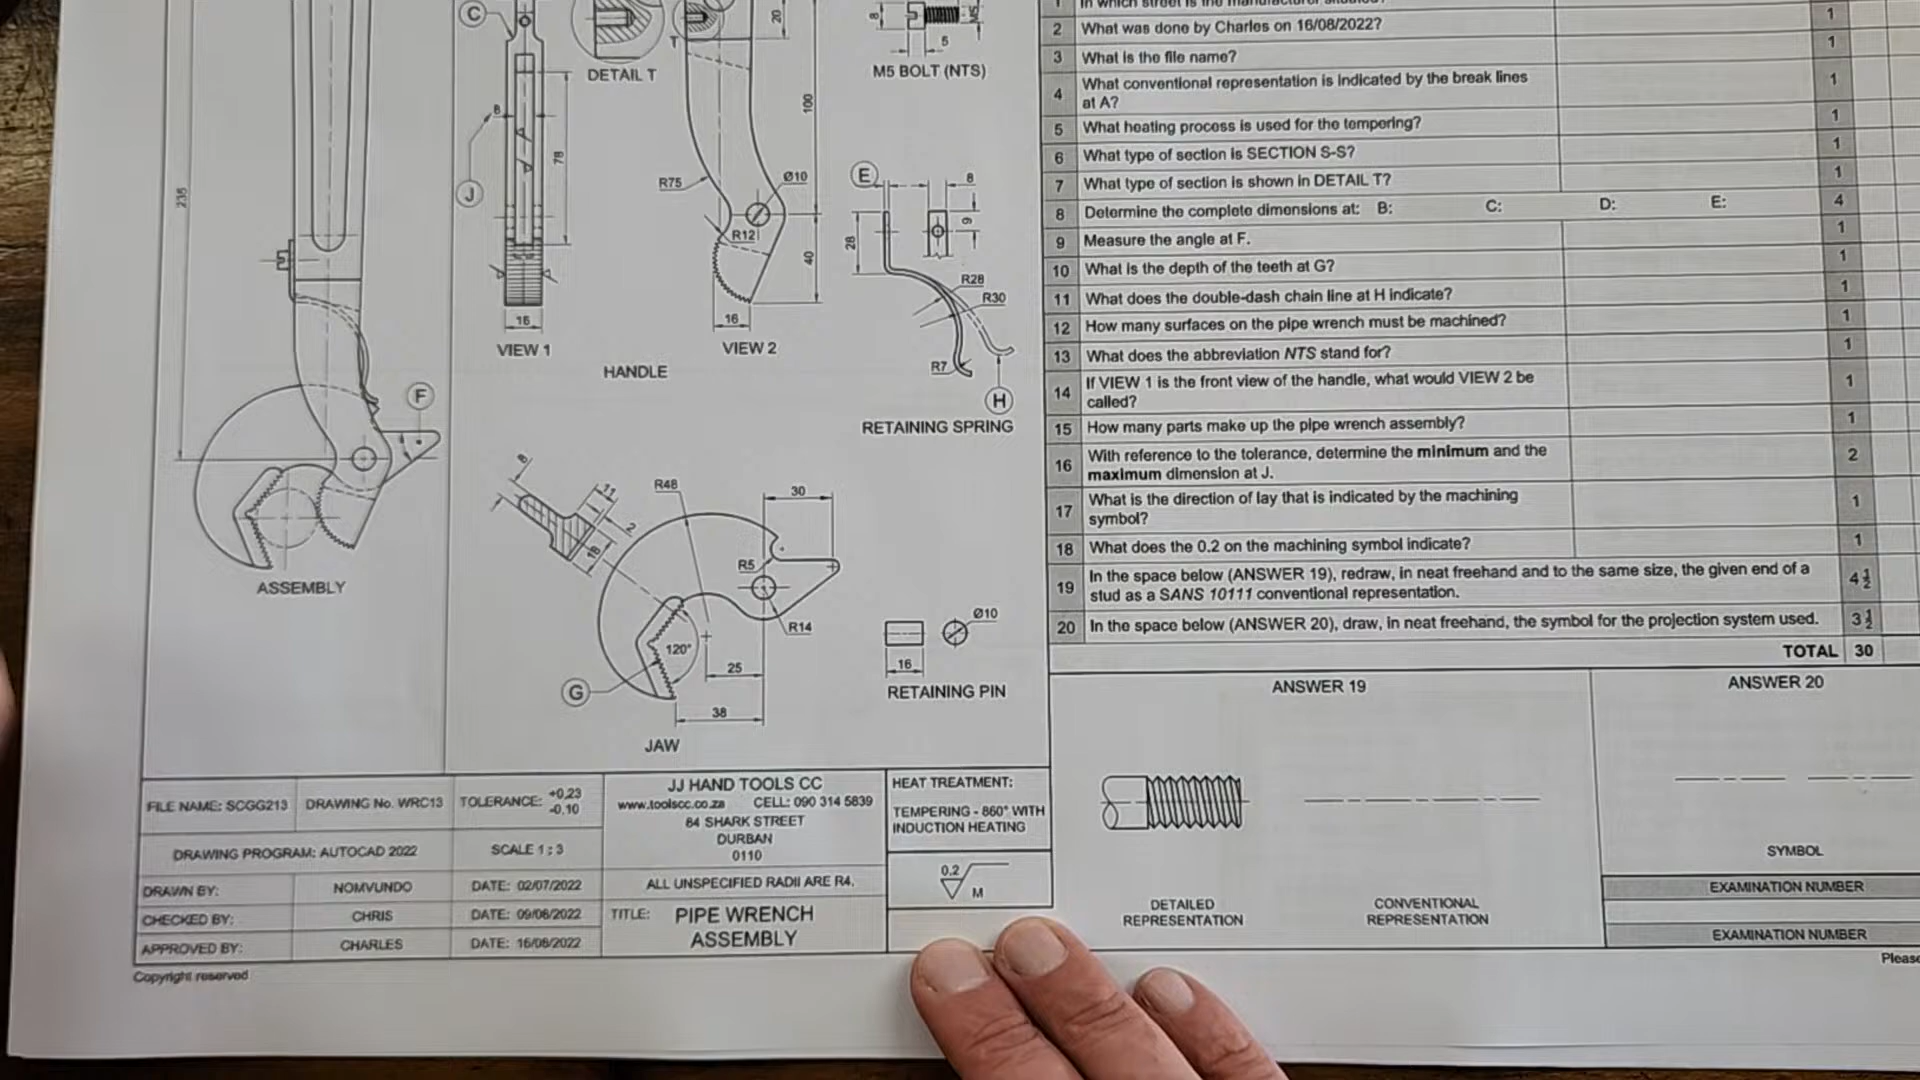 C
DETAIL T
T
20
8
M5
5
M5 BOLT (NTS)
100
8
J
78
236
R75
Ø10
R12
40
16
VIEW 1
16
VIEW 2
HANDLE
E
8
9
28
R28
R30
R7
H
RETAINING SPRING
F
ASSEMBLY
8
11
2
18
R48
30
R5
R14
120°
25
G
38
JAW
Ø10
16
RETAINING PIN
1 In which street is the manufacturer situated? 1
2 What was done by Charles on 16/08/2022? 1
3 What is the file name? 1
4 What conventional representation is indicated by the break lines
at A? 1
5 What heating process is used for the tempering? 1
6 What type of section is SECTION S-S? 1
7 What type of section is shown in DETAIL T? 1
8 Determine the complete dimensions at: B: C: D: E: 4
9 Measure the angle at F. 1
10 What is the depth of the teeth at G? 1
11 What does the double-dash chain line at H indicate? 1
12 How many surfaces on the pipe wrench must be machined? 1
13 What does the abbreviation NTS stand for? 1
14 If VIEW 1 is the front view of the handle, what would VIEW 2 be
called? 1
15 How many parts make up the pipe wrench assembly? 1
16 With reference to the tolerance, determine the minimum and the
maximum dimension at J. 2
17 What is the direction of lay that is indicated by the machining
symbol? 1
18 What does the 0.2 on the machining symbol indicate? 1
19 In the space below (ANSWER 19), redraw, in neat freehand and to the same size, the given end of a
stud as a SANS 10111 conventional representation. 4½
20 In the space below (ANSWER 20), draw, in neat freehand, the symbol for the projection system used. 3½
TOTAL 30
ANSWER 19
ANSWER 20
DETAILED
REPRESENTATION
CONVENTIONAL
REPRESENTATION
SYMBOL
EXAMINATION NUMBER
EXAMINATION NUMBER
Please
FILE NAME: SCGG213
DRAWING No. WRC13
TOLERANCE: +0,23
-0,10
DRAWING PROGRAM: AUTOCAD 2022
SCALE 1 : 3
DRAWN BY: NOMVUNDO DATE: 02/07/2022
CHECKED BY: CHRIS DATE: 09/08/2022
APPROVED BY: CHARLES DATE: 16/08/2022
JJ HAND TOOLS CC
www.toolscc.co.za CELL: 090 314 5839
84 SHARK STREET
DURBAN
0110
ALL UNSPECIFIED RADII ARE R4.
TITLE: PIPE WRENCH
ASSEMBLY
HEAT TREATMENT:
TEMPERING - 860° WITH
INDUCTION HEATING
0.2
M
Copyright reserved